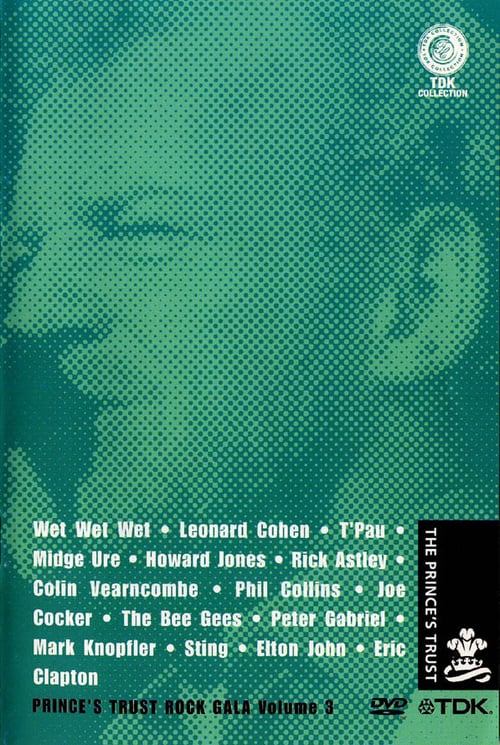 TDK COLLECTION
TDK
COLLECTION
Wet Wet Wet • Leonard Cohen • T'Pau •
Midge Ure • Howard Jones • Rick Astley •
Colin Vearncombe • Phil Collins • Joe
Cocker • The Bee Gees • Peter Gabriel •
Mark Knopfler • Sting • Elton John • Eric
Clapton
THE PRINCE'S TRUST
PRINCE'S TRUST ROCK GALA Volume 3
DVD
TDK.